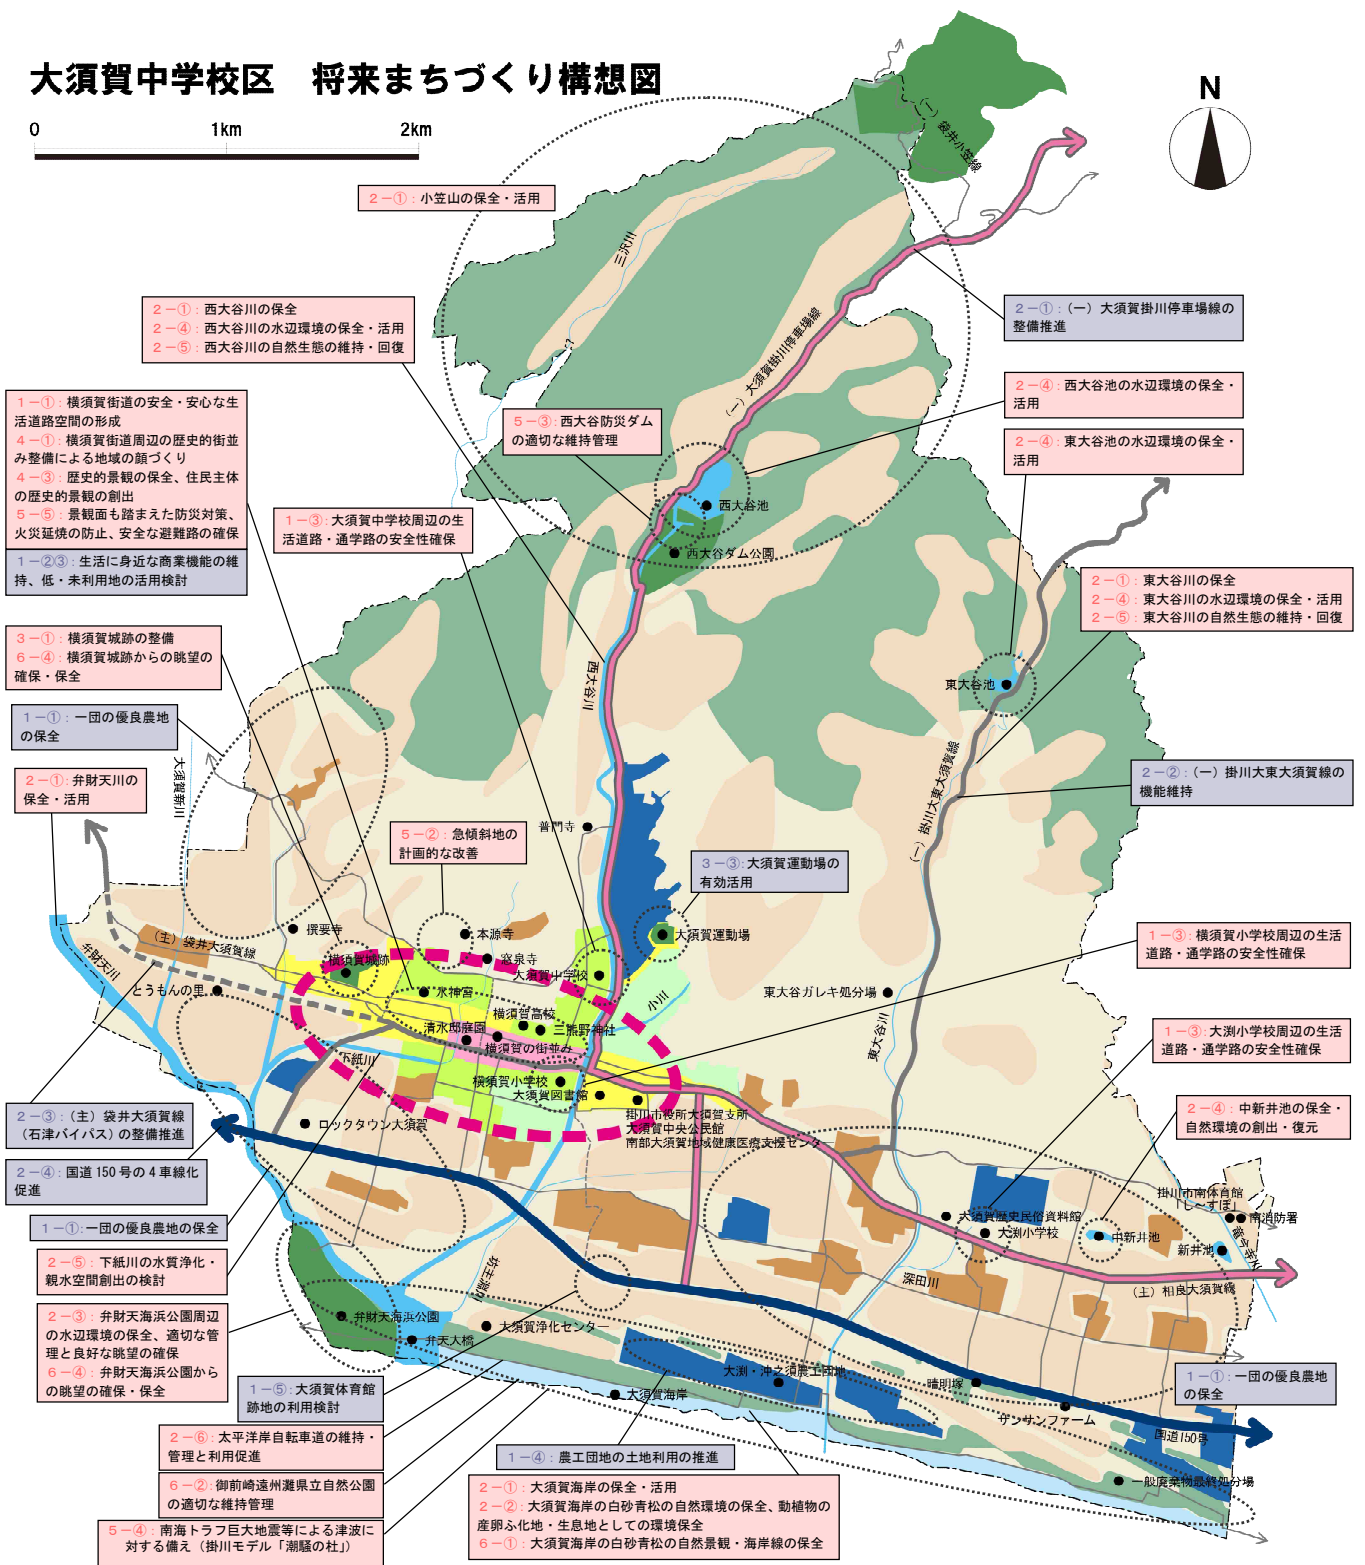 大須賀中学校区　将来まちづくり構想図
0
1km
2km
N
2－①：小笠山の保全・活用
(一)袋井小笠線
三沢川
(一)大須賀掛川停車場線
2－①：西大谷川の保全
2－④：西大谷川の水辺環境の保全・活用
2－⑤：西大谷川の自然生態の維持・回復
2－①：(一)大須賀掛川停車場線の
整備推進
2－④：西大谷池の水辺環境の保全・
活用
2－④：東大谷池の水辺環境の保全・
活用
5－③：西大谷防災ダム
の適切な維持管理
1－①：横須賀街道の安全・安心な生
活道路空間の形成
4－①：横須賀街道周辺の歴史的街並
み整備による地域の顔づくり
4－③：歴史的景観の保全、住民主体
の歴史的景観の創出
5－⑤：景観面も踏まえた防災対策、
火災延焼の防止、安全な避難路の確保
1－②③：生活に身近な商業機能の維
持、低・未利用地の活用検討
1－③：大須賀中学校周辺の生
活道路・通学路の安全性確保
西大谷池
西大谷ダム公園
2－①：東大谷川の保全
2－④：東大谷川の水辺環境の保全・活用
2－⑤：東大谷川の自然生態の維持・回復
3－①：横須賀城跡の整備
6－④：横須賀城跡からの眺望の
確保・保全
西大谷川
東大谷池
1－①：一団の優良農地
の保全
大須賀新川
(一)掛川大東大須賀線
2－②：(一)掛川大東大須賀線の
機能維持
2－①：弁財天川の
保全・活用
5－②：急傾斜地の
計画的な改善
普門寺
3－③：大須賀運動場の
有効活用
撰要寺
本源寺
大須賀運動場
1－③：横須賀小学校周辺の生活
道路・通学路の安全性確保
(主)袋井大須賀線
弁財天川
横須賀城跡
窓泉寺
大須賀中学校
とうもんの里
氷神宮
小川
東大谷ガレキ処分場
横須賀高校
清水邸庭園
三熊野神社
横須賀の街並み
東大谷川
1－③：大渕小学校周辺の生活
道路・通学路の安全性確保
下紙川
横須賀小学校
大須賀図書館
掛川市役所大須賀支所
大須賀中央公民館
南部大須賀地域健康医療支援センター
2－③：(主)袋井大須賀線
(石津バイパス)の整備推進
ロックタウン大須賀
2－④：中新井池の保全・
自然環境の創出・復元
2－④：国道150号の4車線化
促進
掛川市南体育館
「し～すぽ」
南消防署
1－①：一団の優良農地の保全
大須賀歴史民俗資料館
大渕小学校
中新井池
新井池
竜今寺川
2－⑤：下紙川の水質浄化・
親水空間創出の検討
坊主渕川
深田川
(主)相良大須賀線
2－③：弁財天海浜公園周辺
の水辺環境の保全、適切な管
理と良好な眺望の確保
6－④：弁財天海浜公園から
の眺望の確保・保全
弁財天海浜公園
大須賀浄化センター
弁天大橋
1－⑤：大須賀体育館
跡地の利用検討
大須賀海岸
大渕・沖之須農工団地
晴明塚
サンサンファーム
1－①：一団の優良農地
の保全
国道150号
2－⑥：太平洋岸自転車道の維持・
管理と利用促進
1－④：農工団地の土地利用の推進
一般廃棄物最終処分場
6－②：御前崎遠州灘県立自然公園
の適切な維持管理
2－①：大須賀海岸の保全・活用
2－②：大須賀海岸の白砂青松の自然環境の保全、動植物の
産卵ふ化地・生息地としての環境保全
6－①：大須賀海岸の白砂青松の自然景観・海岸線の保全
5－④：南海トラフ巨大地震等による津波に
対する備え(掛川モデル「潮騒の杜」)